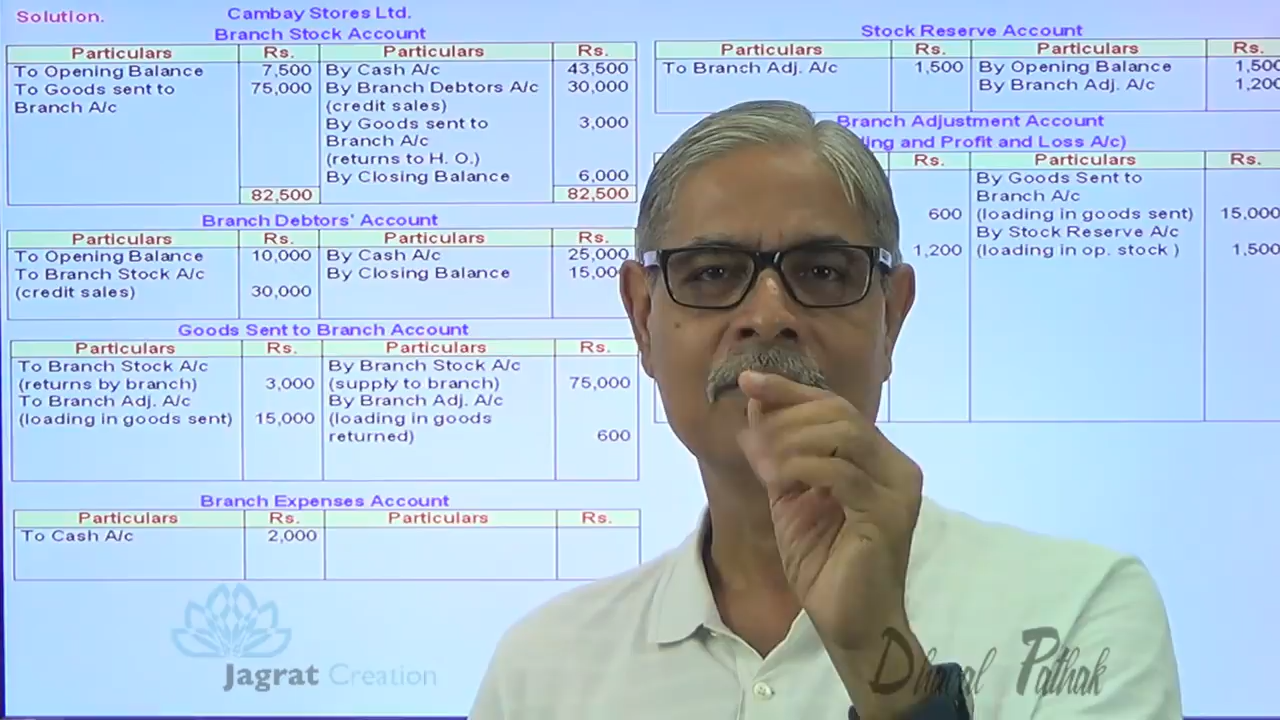 Solution.
Cambay Stores Ltd.
Branch Stock Account
Particulars Rs. Particulars Rs.
To Opening Balance 7,500 By Cash A/c 43,500
To Goods sent to 75,000 By Branch Debtors A/c 30,000
Branch A/c (credit sales)
By Goods sent to 3,000
Branch A/c
(returns to H. O.)
By Closing Balance 6,000
82,500 82,500
Branch Debtors' Account
Particulars Rs. Particulars Rs.
To Opening Balance 10,000 By Cash A/c 25,000
To Branch Stock A/c By Closing Balance 15,000
(credit sales) 30,000
Goods Sent to Branch Account
Particulars Rs. Particulars Rs.
To Branch Stock A/c By Branch Stock A/c
(returns by branch) 3,000 (supply to branch) 75,000
To Branch Adj. A/c By Branch Adj. A/c
(loading in goods sent) 15,000 (loading in goods
returned) 600
Branch Expenses Account
Particulars Rs. Particulars Rs.
To Cash A/c 2,000
Stock Reserve Account
Particulars Rs. Particulars Rs.
To Branch Adj. A/c 1,500 By Opening Balance 1,500
By Branch Adj. A/c 1,200
Branch Adjustment Account
and Profit and Loss A/c)
Rs. Particulars Rs.
By Goods Sent to
Branch A/c
600 (loading in goods sent) 15,000
By Stock Reserve A/c
1,200 (loading in op. stock ) 1,500
Jagrat Creation
Dhaval Pathak